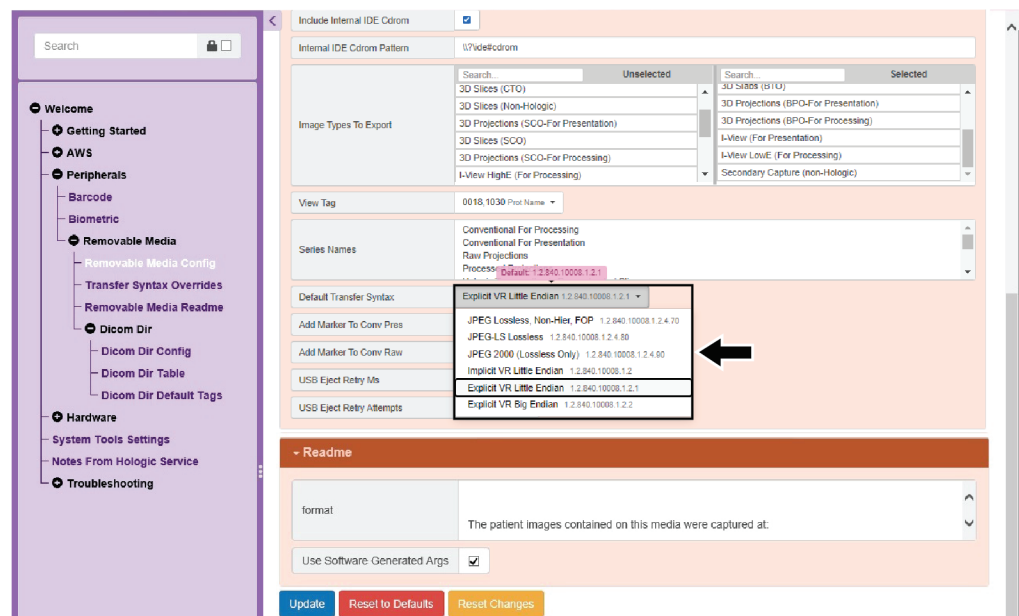 Search
Welcome
Getting Started
AWS
Peripherals
Barcode
Biometric
Removable Media
Removable Media Config
Transfer Syntax Overrides
Removable Media Readme
Dicom Dir
Dicom Dir Config
Dicom Dir Table
Dicom Dir Default Tags
Hardware
System Tools Settings
Notes From Hologic Service
Troubleshooting
Include Internal IDE Cdrom
Internal IDE Cdrom Pattern
\\?\ide#cdrom
Image Types To Export
Search... Unselected
3D Slices (CTO)
3D Slices (Non-Hologic)
3D Projections (SCO-For Presentation)
3D Slices (SCO)
3D Projections (SCO-For Processing)
I-View HighE (For Processing)
Search... Selected
3D Slabs (BTO)
3D Projections (BPO-For Presentation)
3D Projections (BPO-For Processing)
I-View (For Presentation)
I-View LowE (For Processing)
Secondary Capture (non-Hologic)
View Tag
0018,1030 Prot Name
Series Names
Conventional For Processing
Conventional For Presentation
Raw Projections
Default: 1.2.840.10008.1.2.1
Default Transfer Syntax
Explicit VR Little Endian 1.2.840.10008.1.2.1
JPEG Lossless, Non-Hier, FOP 1.2.840.10008.1.2.4.70
JPEG-LS Lossless 1.2.840.10008.1.2.4.80
JPEG 2000 (Lossless Only) 1.2.840.10008.1.2.4.90
Implicit VR Little Endian 1.2.840.10008.1.2
Explicit VR Little Endian 1.2.840.10008.1.2.1
Explicit VR Big Endian 1.2.840.10008.1.2.2
Add Marker To Conv Pres
Add Marker To Conv Raw
USB Eject Retry Ms
USB Eject Retry Attempts
Readme
format
The patient images contained on this media were captured at:
Use Software Generated Args
Update
Reset to Defaults
Reset Changes